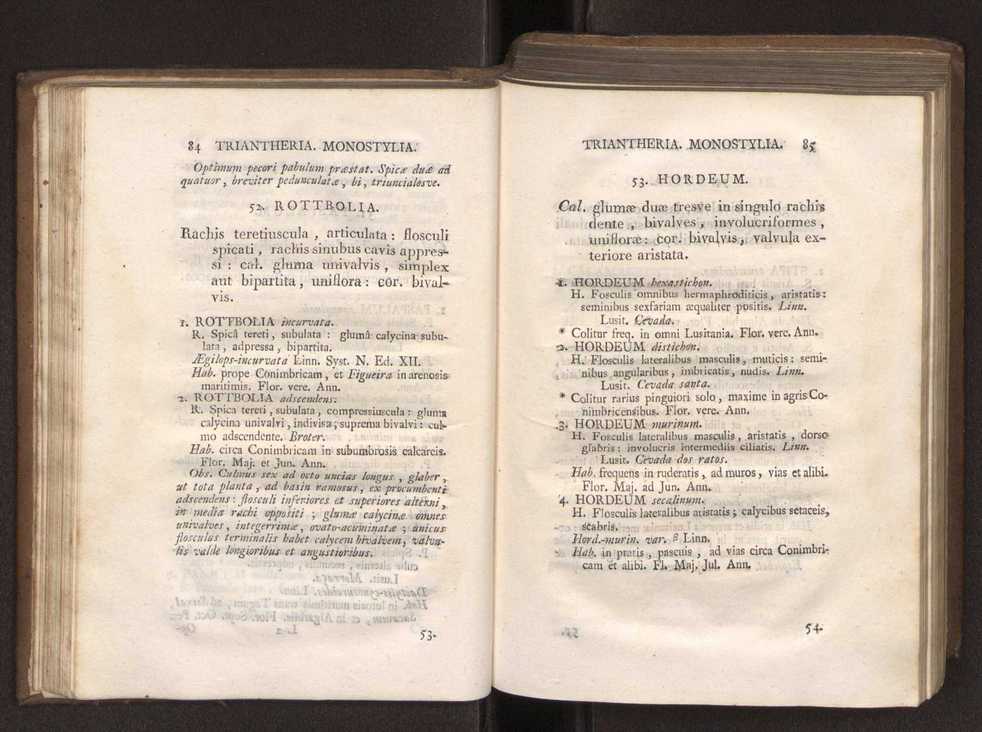 84 TRIANTHERIA. MONOSTYLIA.
Optimum pecori pabulum præstat. Spicæ duæ ad
quatuor, breviter pedunculatæ, bi, triuncialesve.
52. ROTTBOLIA.
Rachis teretiuscula, articulata: flosculi
spicati, rachis sinubus cavis appres-
si: cal. gluma univalvis, simplex
aut bipartita, uniflora: cor. bival-
vis.
1. ROTTBOLIA incurvata.
R. Spicâ tereti, subulata: glumâ calycina subu-
lata, adpressa, bipartita.
Ægilops-incurvata Linn. Syst. N. Ed. XII.
Hab. prope Conimbricam, et Figueira in arenosis
maritimis. Flor. vere. Ann.
2. ROTTBOLIA adscendens.
R. Spica tereti, subulata, compressiuscula: gluma
calycina univalvi, indivisa; suprema bivalvi: cul-
mo adscendente. Broter.
Hab. circa Conimbricam in subumbrosis calcareis.
Flor. Maj. et Jun. Ann.
Obs. Culmus sex ad octo uncias longus, glaber,
ut tota planta, ad basin ramosus, ex procumbenti
adscendens: flosculi inferiores et superiores alterni,
in media rachi oppositi; glumæ calycinæ omnes
univalves, integerrimæ, ovato-acuminatæ; unicus
flosculus terminalis habet calycem bivalvem, valvu-
lis valde longioribus et angustioribus.
53.
TRIANTHERIA. MONOSTYLIA. 85
53. HORDEUM.
Cal. glumæ duæ tresve in singulo rachis
dente, bivalves, involucriformes,
unifloræ: cor. bivalvis, valvula ex-
teriore aristata.
1. HORDEUM hexastichon.
H. Fosculis omnibus hermaphroditicis, aristatis:
seminibus sexfariam æqualiter positis. Linn.
Lusit. Cevada.
* Colitur freq. in omni Lusitania. Flor. vere. Ann.
2. HORDEUM distichon.
H. Flosculis lateralibus masculis, muticis: semi-
nibus angularibus, imbricatis, nudis. Linn.
Lusit. Cevada santa.
* Colitur rarius pinguiori solo, maxime in agris Co-
nimbricensibus. Flor. vere. Ann.
3. HORDEUM murinum.
H. Fosculis lateralibus masculis, aristatis, dorso
glabris: involucris intermediis ciliatis. Linn.
Lusit. Cevada dos ratos.
Hab. frequens in ruderatis, ad muros, vias et alibi.
Flor. Maj. ad Jun. Ann.
4. HORDEUM secalinum.
H. Flosculis lateralibus aristatis; calycibus setaceis,
scabris.
Hord.-murin. var. β Linn.
Hab. in pratis, pascuis, ad vias circa Conimbri-
cam et alibi. Fl. Maj. Jul. Ann.
54.